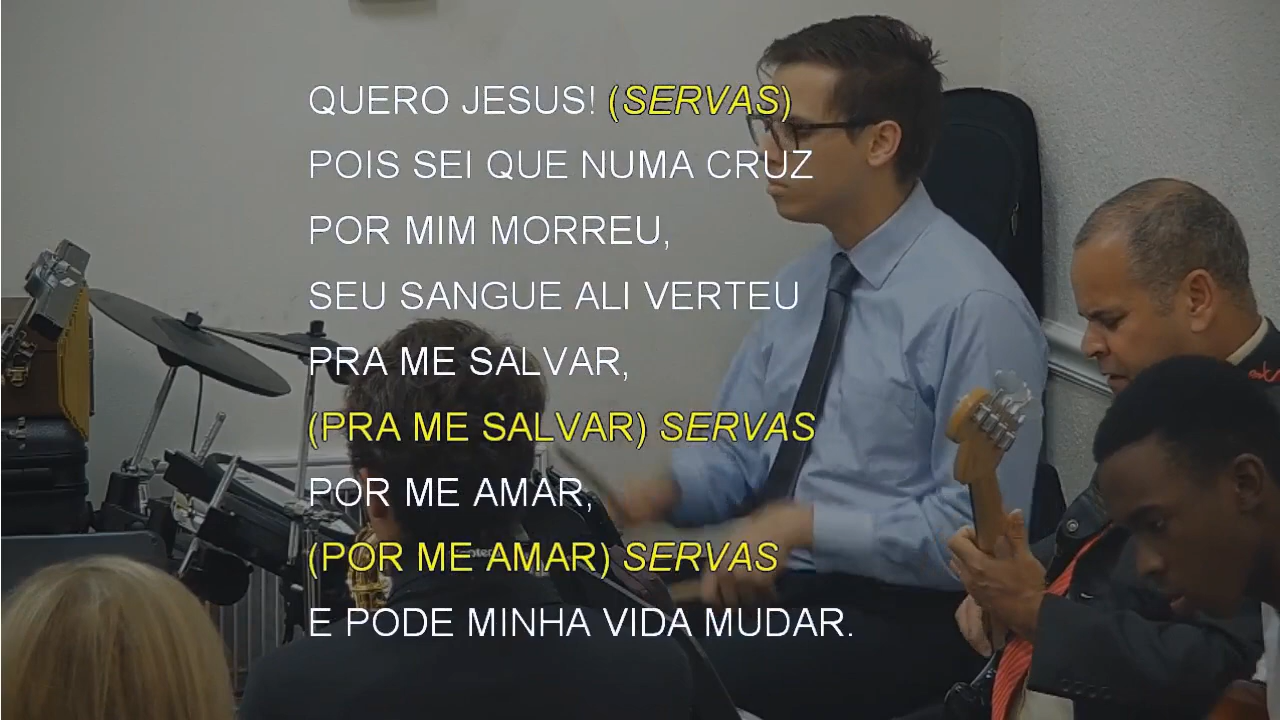 QUERO JESUS! (SERVAS)
POIS SEI QUE NUMA CRUZ
POR MIM MORREU,
SEU SANGUE ALI VERTEU
PRA ME SALVAR,
(PRA ME SALVAR) SERVAS
POR ME AMAR,
(POR ME AMAR) SERVAS
E PODE MINHA VIDA MUDAR.